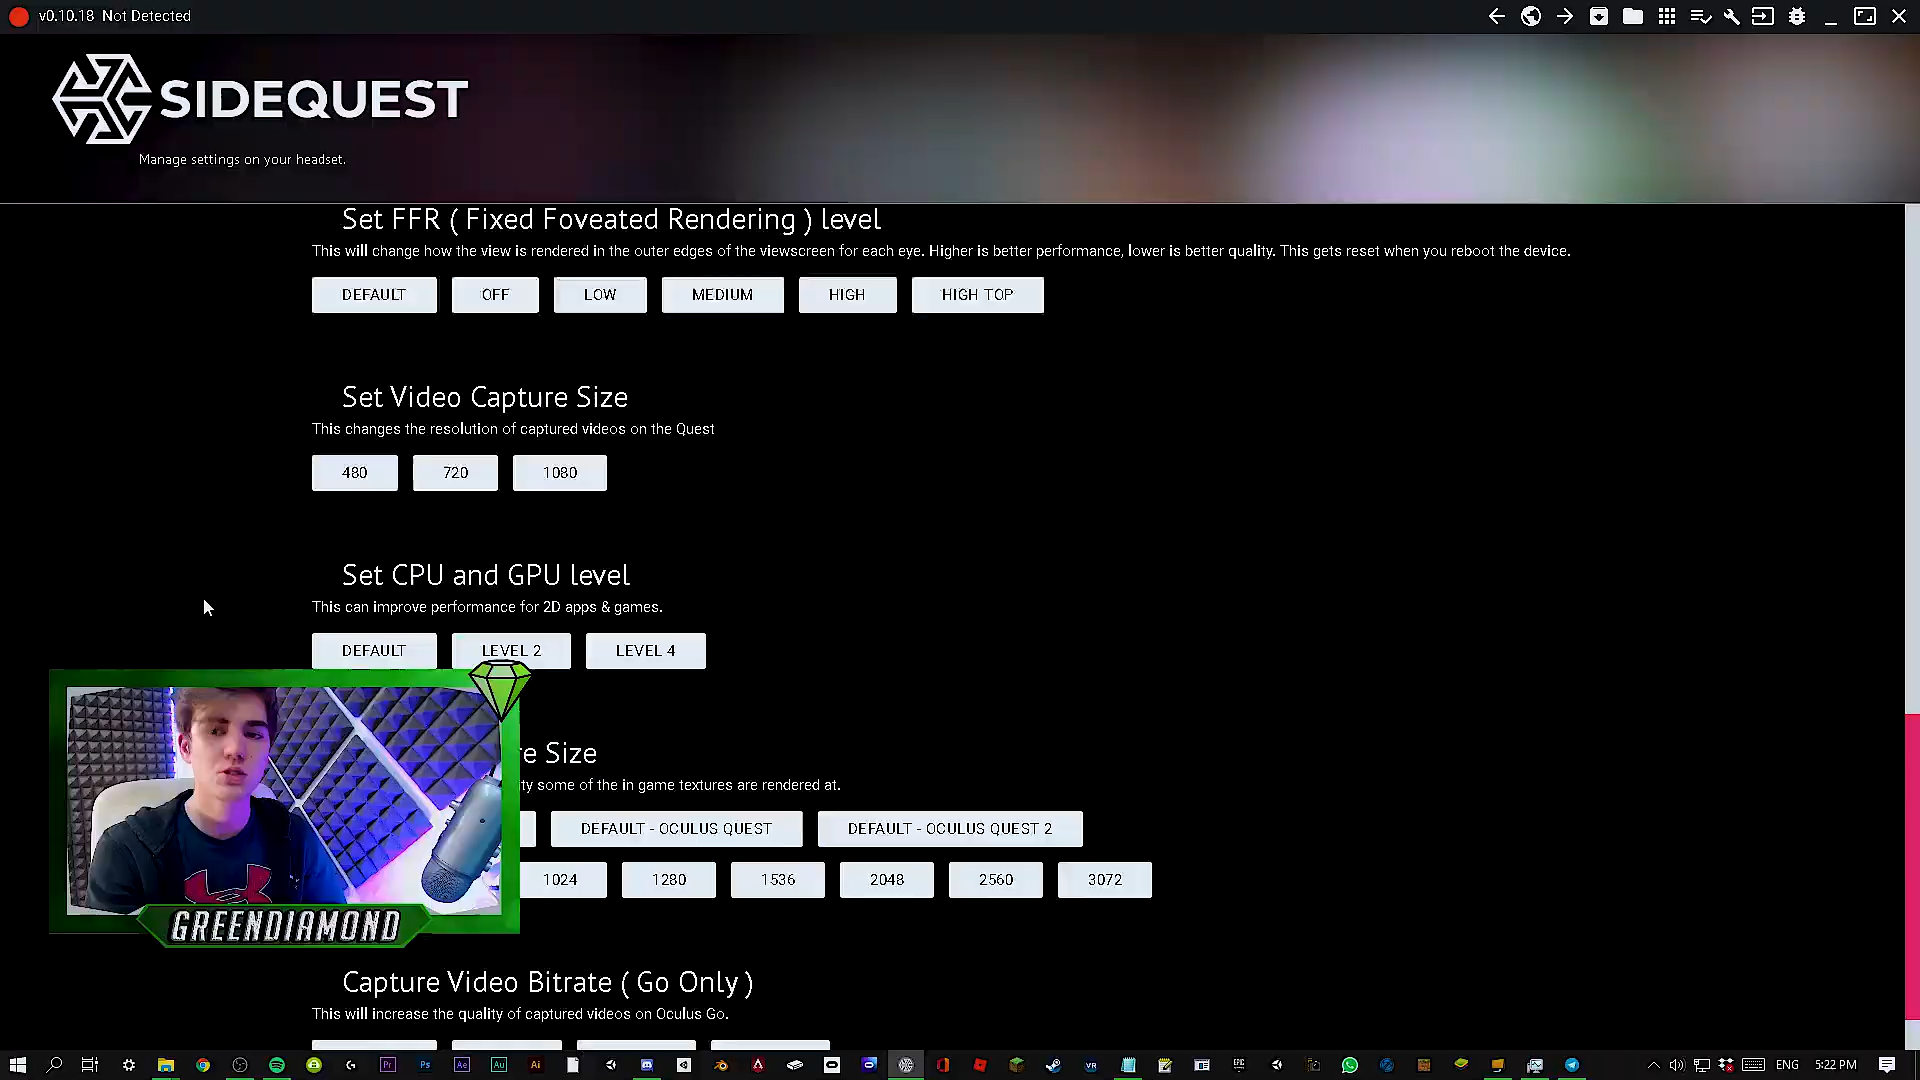 v0.10.18 Not Detected
SIDEQUEST
Manage settings on your headset.
Set FFR ( Fixed Foveated Rendering ) level
This will change how the view is rendered in the outer edges of the viewscreen for each eye. Higher is better performance, lower is better quality. This gets reset when you reboot the device.
DEFAULT OFF LOW MEDIUM HIGH HIGH TOP
Set Video Capture Size
This changes the resolution of captured videos on the Quest
480 720 1080
Set CPU and GPU level
This can improve performance for 2D apps & games.
DEFAULT LEVEL 2 LEVEL 4
Size
some of the in game textures are rendered at.
DEFAULT - OCULUS QUEST DEFAULT - OCULUS QUEST 2
1024 1280 1536 2048 2560 3072
GREENDIAMOND
Capture Video Bitrate ( Go Only )
This will increase the quality of captured videos on Oculus Go.
Pr Ps Ae Au Ai VR EPIC ENG 5:22 PM